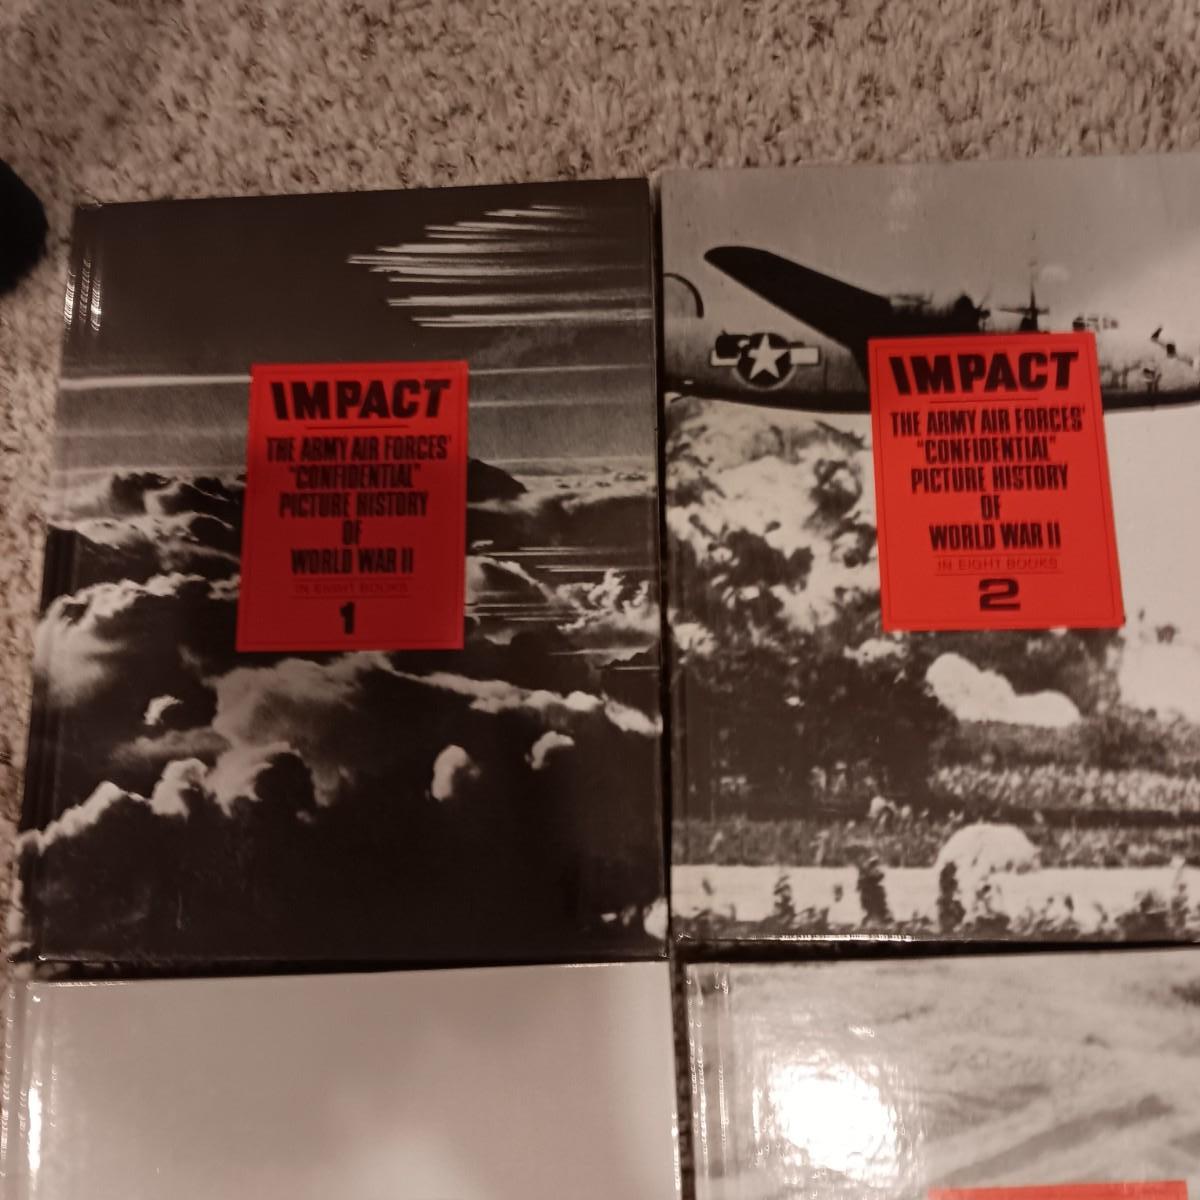 IMPACT
THE ARMY AIR FORCES'
"CONFIDENTIAL"
PICTURE HISTORY
OF
WORLD WAR II
IN EIGHT BOOKS
1
IMPACT
THE ARMY AIR FORCES'
"CONFIDENTIAL"
PICTURE HISTORY
OF
WORLD WAR II
IN EIGHT BOOKS
2